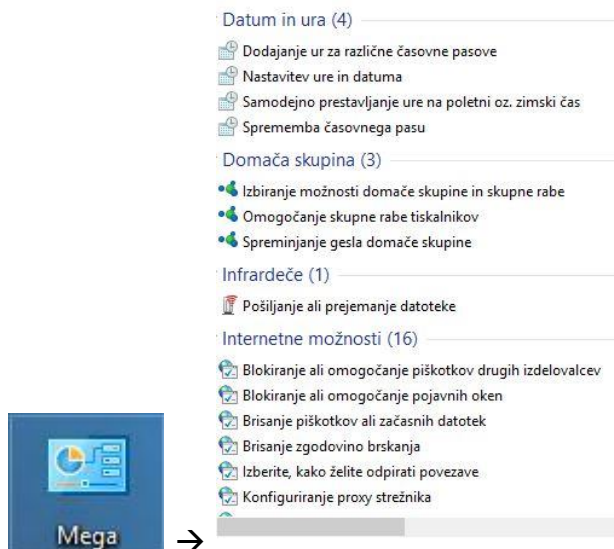 Datum in ura (4)
Dodajanje ur za različne časovne pasove
Nastavitev ure in datuma
Samodejno prestavljanje ure na poletni oz. zimski čas
Sprememba časovnega pasu
Domača skupina (3)
Izbiranje možnosti domače skupine in skupne rabe
Omogočanje skupne rabe tiskalnikov
Spreminjanje gesla domače skupine
Infrardeče (1)
Pošiljanje ali prejemanje datoteke
Internetne možnosti (16)
Blokiranje ali omogočanje piškotkov drugih izdelovalcev
Blokiranje ali omogočanje pojavnih oken
Brisanje piškotkov ali začasnih datotek
Brisanje zgodovino brskanja
Izberite, kako želite odpirati povezave
Konfiguriranje proxy strežnika
Mega →